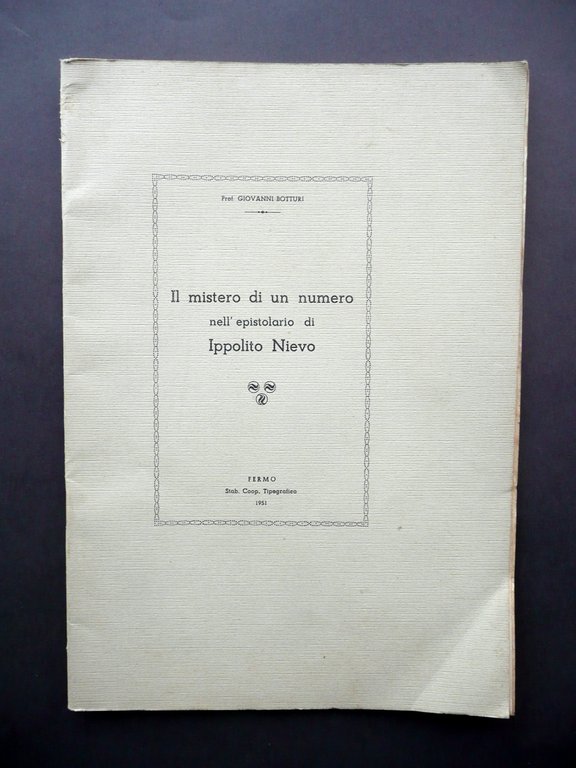 Prof. GIOVANNI BOTTURI
Il mistero di un numero
nell' epistolario di
Ippolito Nievo
FERMO
Stab. Coop. Tipografico
1951